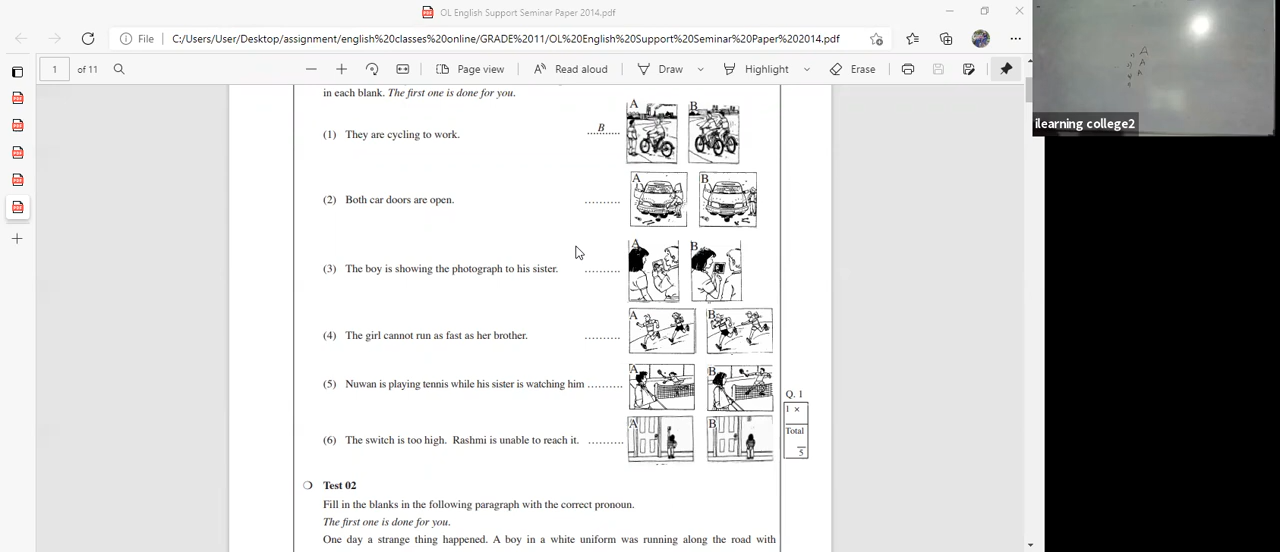 OL English Support Seminar Paper 2014.pdf
File C:/Users/User/Desktop/assignment/english%20classes%20online/GRADE%2011/OL%20English%20Support%20Seminar%20Paper%202014.pdf
1 of 11 Page view Read aloud Draw Highlight Erase
ilearning college2
A
A
A
in each blank. The first one is done for you.
(1) They are cycling to work. ....B.... A B
(2) Both car doors are open. .......... A B
(3) The boy is showing the photograph to his sister. .......... A B
(4) The girl cannot run as fast as her brother. .......... A B
(5) Nuwan is playing tennis while his sister is watching him .......... A B
(6) The switch is too high. Rashmi is unable to reach it. .......... A B
Q. 1
1 ×
Total
5
Test 02
Fill in the blanks in the following paragraph with the correct pronoun.
The first one is done for you.
One day a strange thing happened. A boy in a white uniform was running along the road with